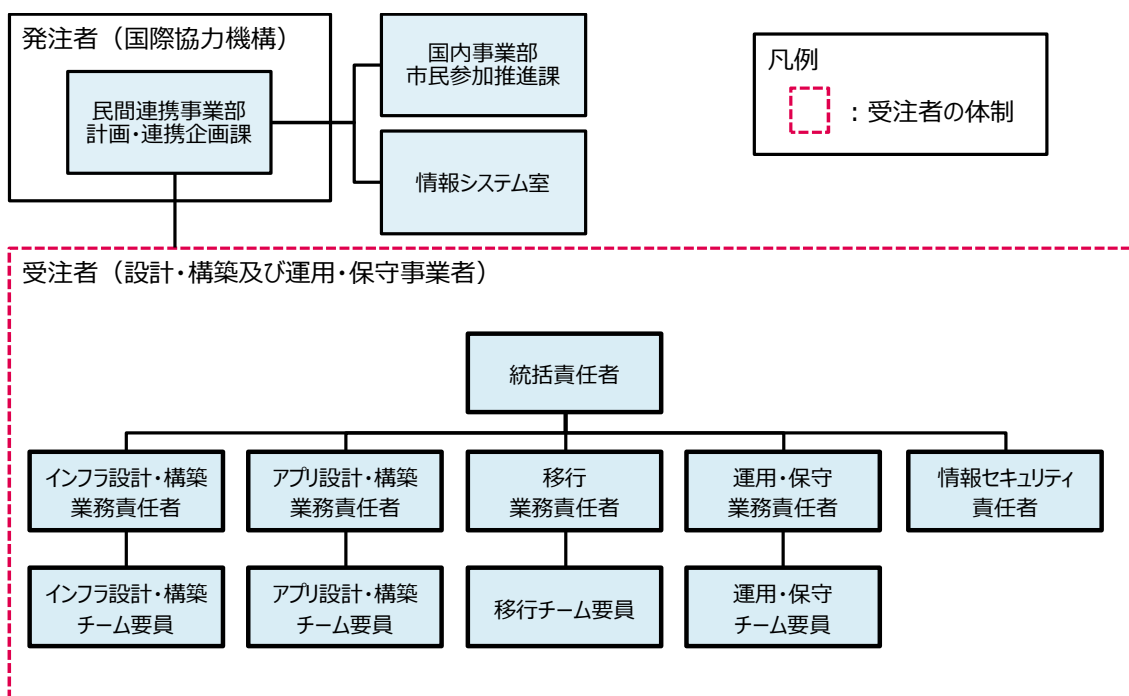 発注者（国際協力機構）
民間連携事業部
計画・連携企画課
国内事業部
市民参加推進課
情報システム室
凡例
：受注者の体制
受注者（設計・構築及び運用・保守事業者）
統括責任者
インフラ設計・構築
業務責任者
アプリ設計・構築
業務責任者
移行
業務責任者
運用・保守
業務責任者
情報セキュリティ
責任者
インフラ設計・構築
チーム要員
アプリ設計・構築
チーム要員
移行チーム要員
運用・保守
チーム要員